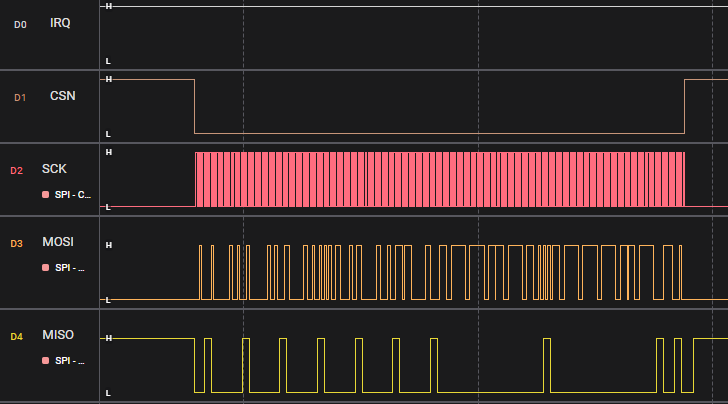 D0 IRQ H
L
D1 CSN H
L
D2 SCK H
SPI - C... L
D3 MOSI H
SPI - ... L
D4 MISO H
SPI - ... L